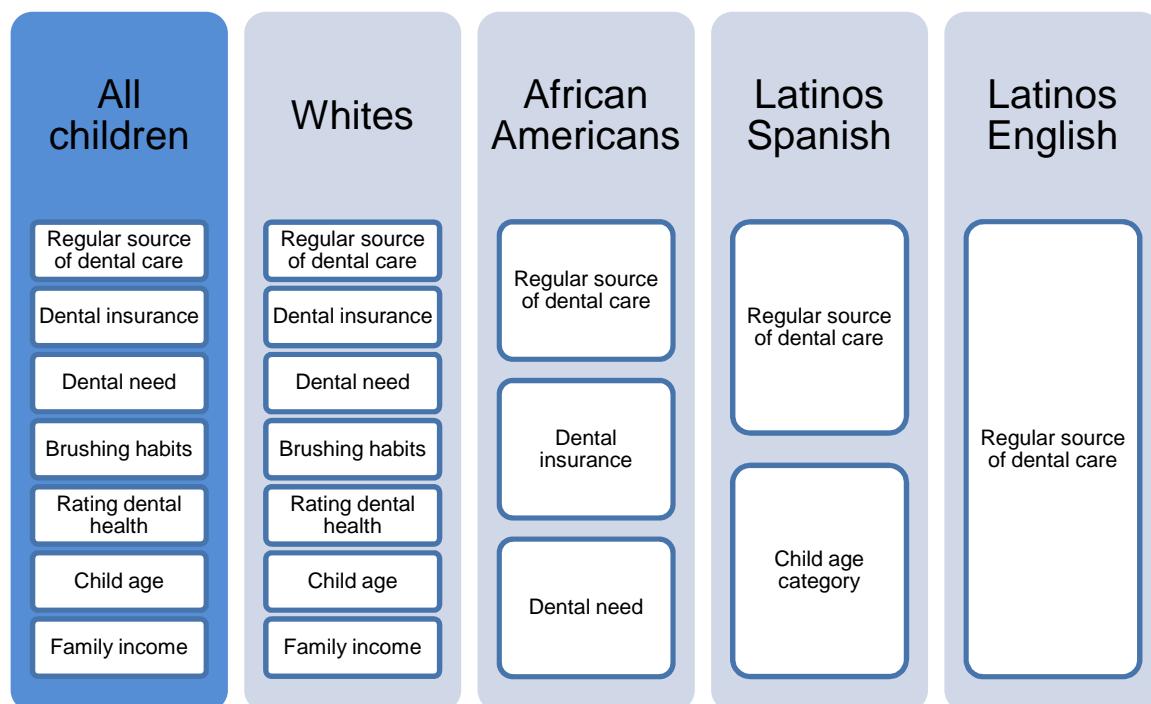 All
children
Regular source
of dental care
Dental insurance
Dental need
Brushing habits
Rating dental
health
Child age
Family income
Whites
Regular source
of dental care
Dental insurance
Dental need
Brushing habits
Rating dental
health
Child age
Family income
African
Americans
Regular source
of dental care
Dental
insurance
Dental need
Latinos
Spanish
Regular source
of dental care
Child age
category
Latinos
English
Regular source
of dental care